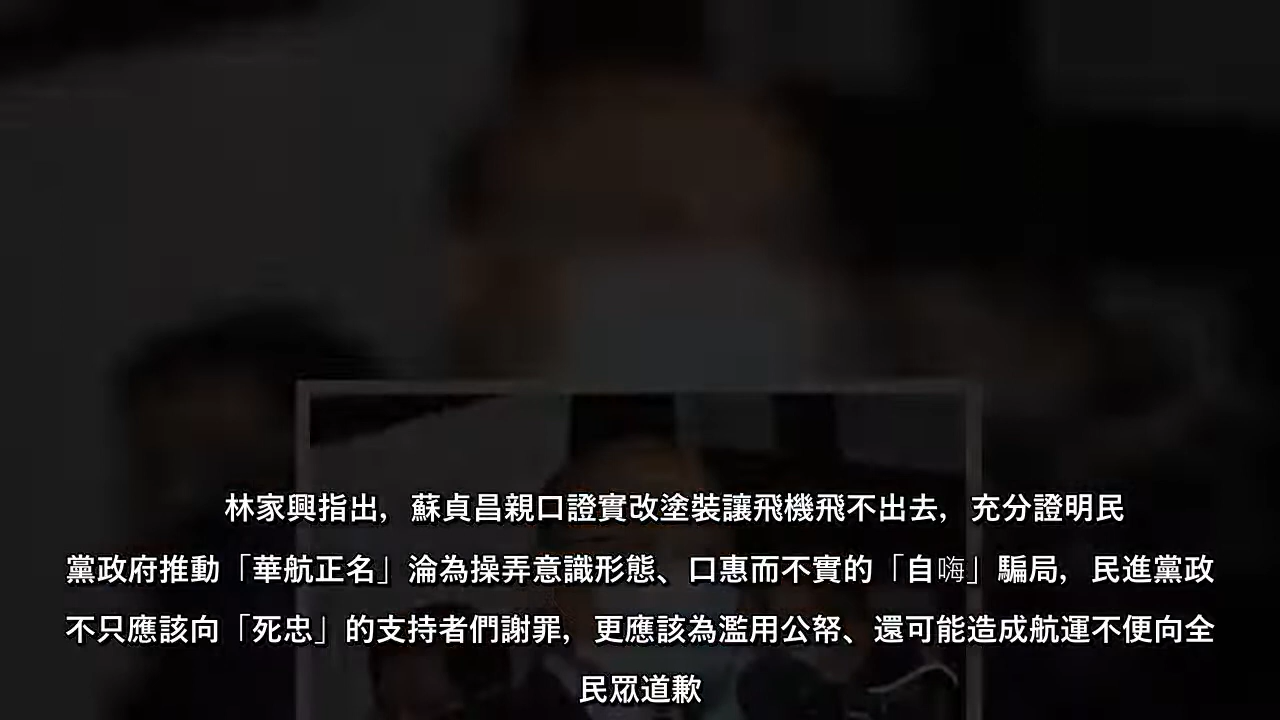 林家興指出，蘇貞昌親口證實改塗裝讓飛機飛不出去，充分證明民
黨政府推動「華航正名」淪為操弄意識形態、口惠而不實的「自嗨」騙局，民進黨政
不只應該向「死忠」的支持者們謝罪，更應該為濫用公帑、還可能造成航運不便向全
民眾道歉